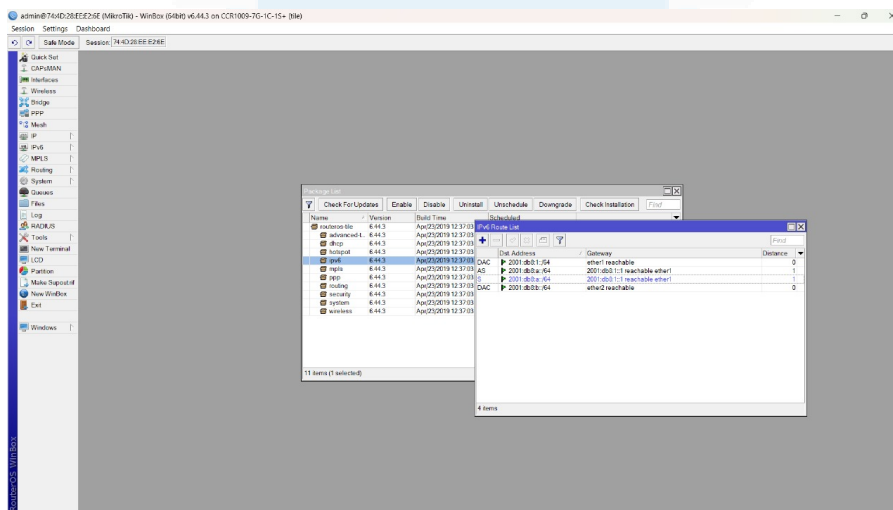 admin@74:4D:28:EE:E2:6E (MikroTik) - WinBox (64bit) v6.44.3 on CCR1009-7G-1C-1S+ (tile)
Session Settings Dashboard
Safe Mode Session: 74:4D:28:EE:E2:6E
Quick Set
CAPsMAN
Interfaces
Wireless
Bridge
PPP
Mesh
IP
IPv6
MPLS
Routing
System
Queues
Files
Log
RADIUS
Tools
New Terminal
LCD
Partition
Make Supout.rif
New WinBox
Exit
Windows
RouterOS WinBox
Package List
Check For Updates Enable Disable Uninstall Unschedule Downgrade Check Installation Find
Name Version Build Time Scheduled
routeros-tile 6.44.3 Apr/23/2019 12:37:03
advanced-t.. 6.44.3 Apr/23/2019 12:37:03
dhcp 6.44.3 Apr/23/2019 12:37:03
hotspot 6.44.3 Apr/23/2019 12:37:03
ipv6 6.44.3 Apr/23/2019 12:37:03
mpls 6.44.3 Apr/23/2019 12:37:03
ppp 6.44.3 Apr/23/2019 12:37:03
routing 6.44.3 Apr/23/2019 12:37:03
security 6.44.3 Apr/23/2019 12:37:03
system 6.44.3 Apr/23/2019 12:37:03
wireless 6.44.3 Apr/23/2019 12:37:03
11 items (1 selected)
IPv6 Route List
Find
Dst. Address Gateway Distance
DAC 2001:db8:1::/64 ether1 reachable 0
AS 2001:db8:a::/64 2001:db8:1::1 reachable ether1 1
S 2001:db8:a::/64 2001:db8:1::1 reachable ether1 1
DAC 2001:db8:b::/64 ether2 reachable 0
4 items